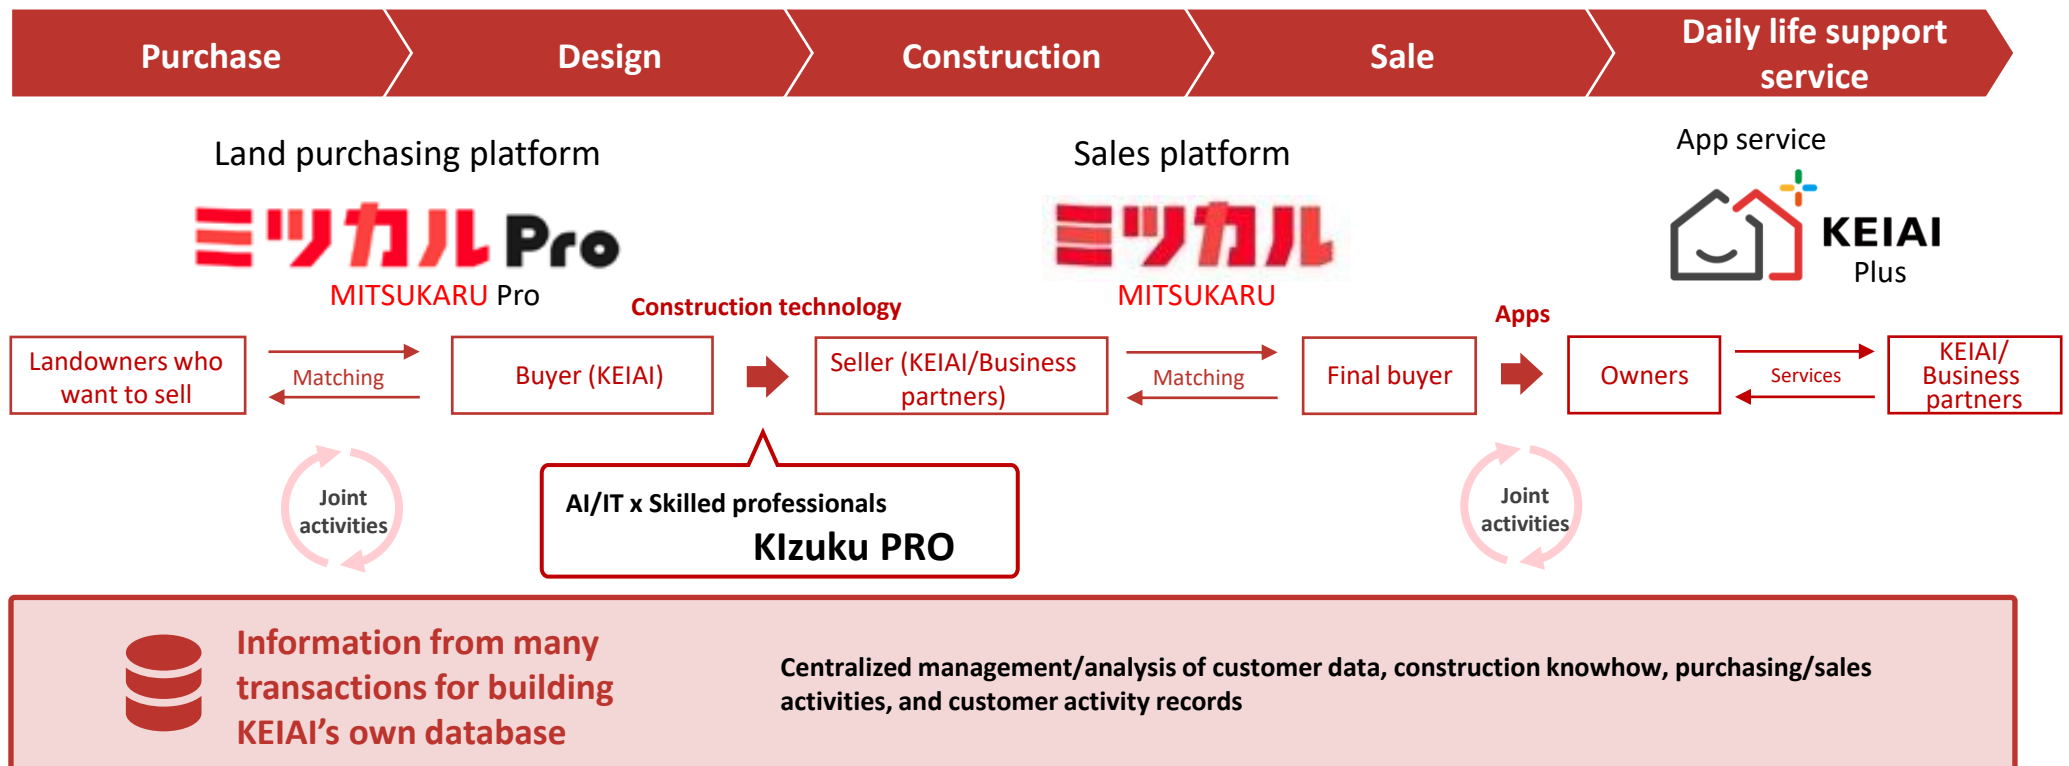 Purchase
Design
Construction
Sale
Daily life support
service
Land purchasing platform
ミツカル Pro
MITSUKARU Pro
Sales platform
ミツカル
MITSUKARU
App service
KEIAI
Plus
Construction technology
Apps
Landowners who
want to sell
Matching
Buyer (KEIAI)
Seller (KEIAI/Business
partners)
Matching
Final buyer
Owners
Services
KEIAI/
Business
partners
Joint
activities
AI/IT x Skilled professionals
KIzuku PRO
Joint
activities
Information from many
transactions for building
KEIAI’s own database
Centralized management/analysis of customer data, construction knowhow, purchasing/sales
activities, and customer activity records